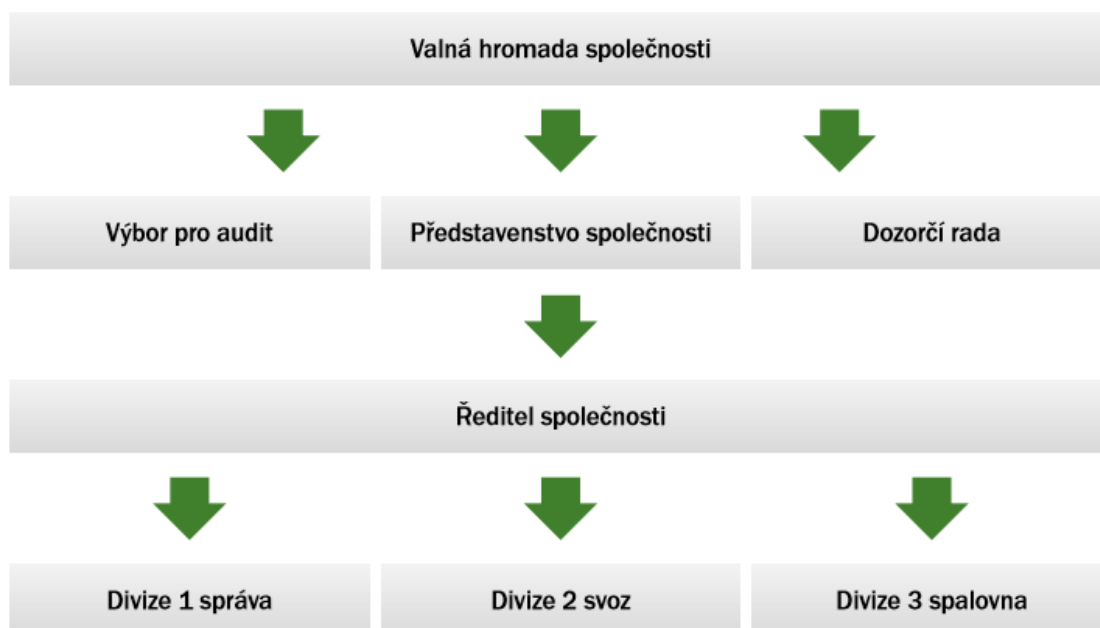 Valná hromada společnosti
Výbor pro audit
Představenstvo společnosti
Dozorčí rada
Ředitel společnosti
Divize 1 správa
Divize 2 svoz
Divize 3 spalovna